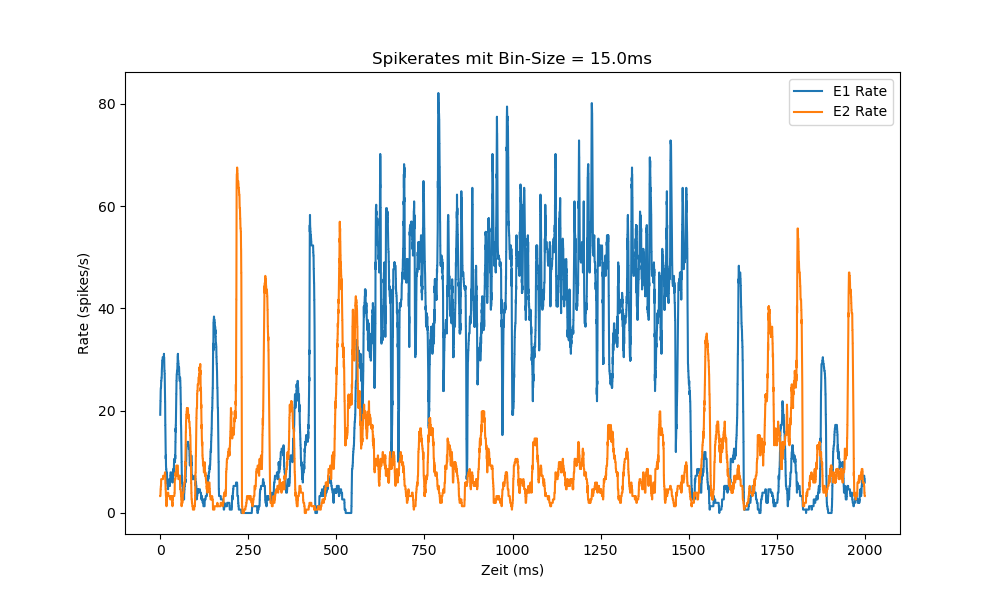 Spikerates mit Bin-Size = 15.0ms
E1 Rate
E2 Rate
80
60
40
20
0
Rate (spikes/s)
0 250 500 750 1000 1250 1500 1750 2000
Zeit (ms)